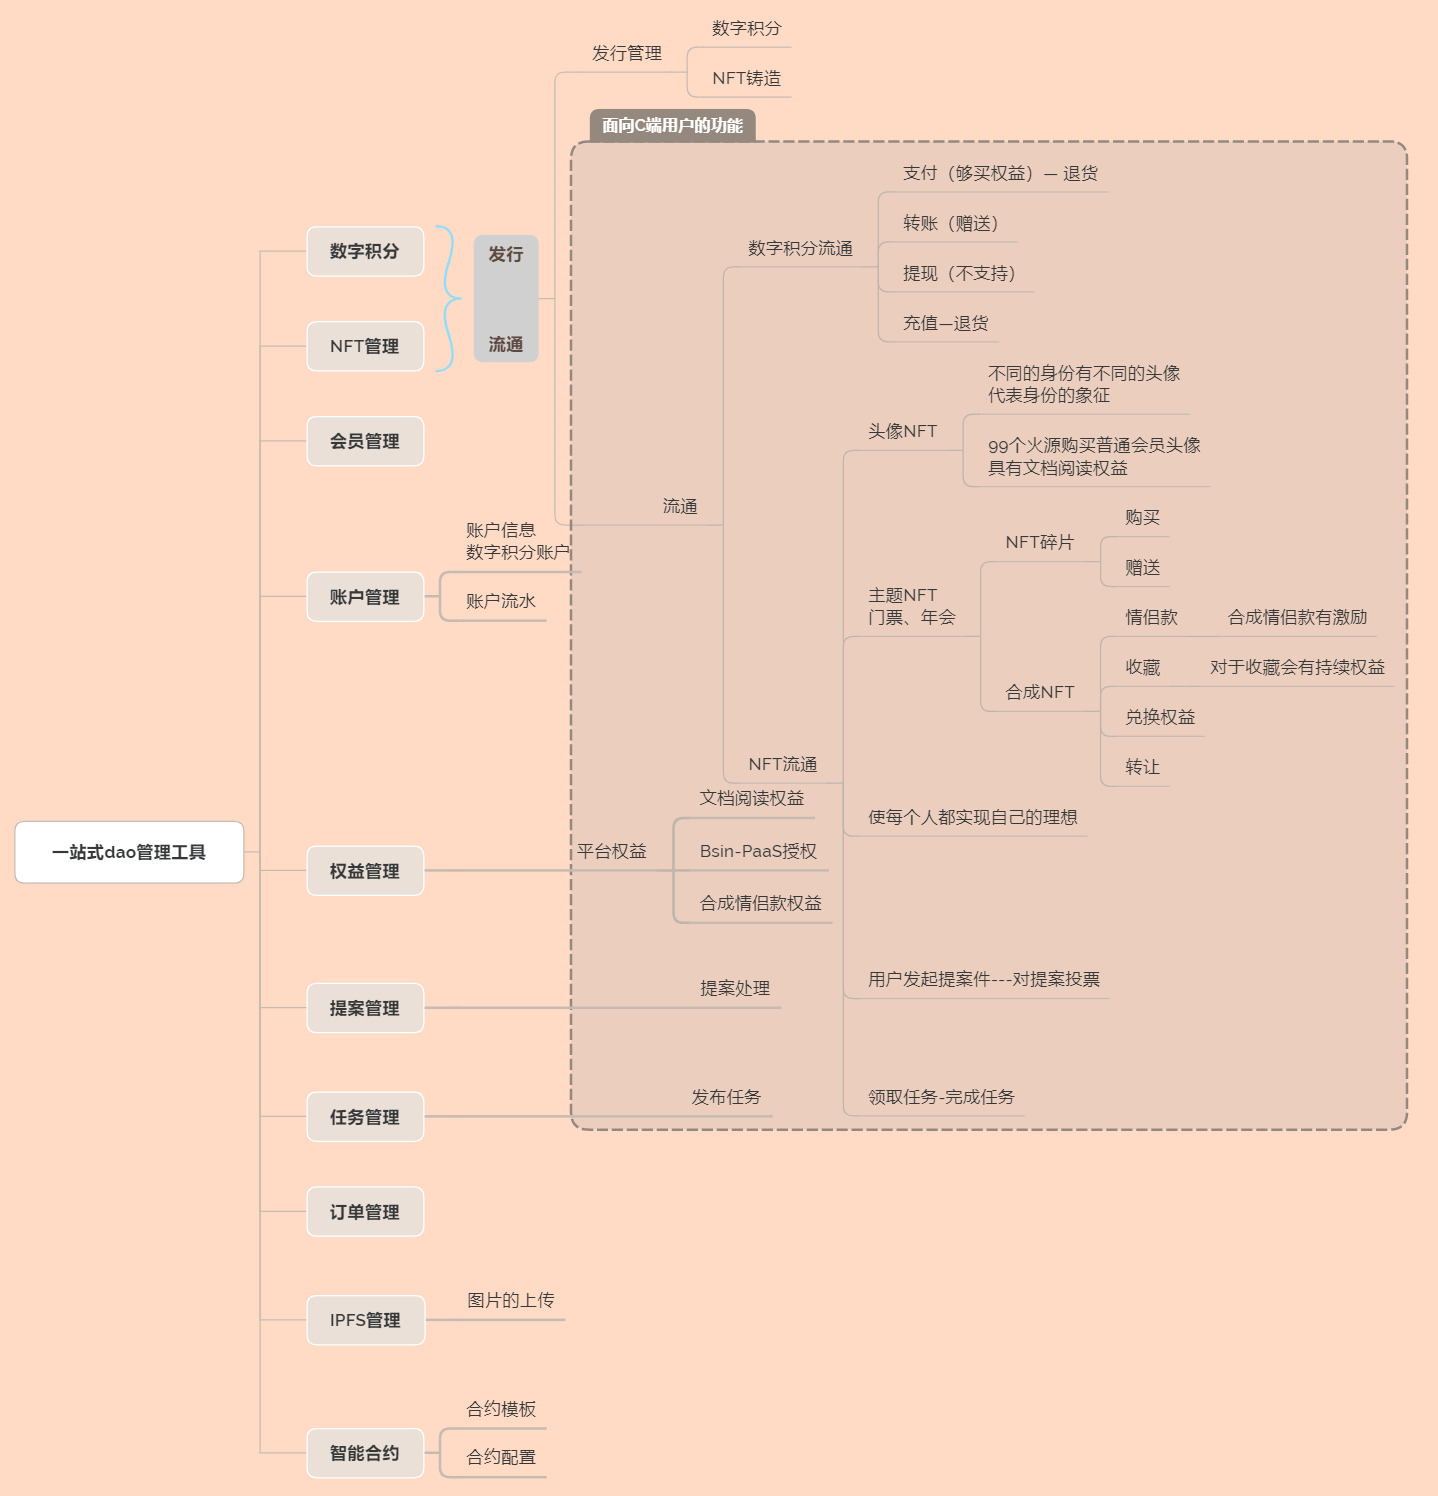 数字积分
发行管理
NFT铸造
面向C端用户的功能
支付（够买权益）— 退货
转账（赠送）
数字积分流通
提现（不支持）
充值—退货
数字积分
发行
流通
NFT管理
会员管理
不同的身份有不同的头像
代表身份的象征
头像NFT
99个火源购买普通会员头像
具有文档阅读权益
流通
账户信息
数字积分账户
账户管理
账户流水
购买
NFT碎片
赠送
主题NFT
门票、年会
情侣款
合成情侣款有激励
收藏
对于收藏会有持续权益
合成NFT
兑换权益
转让
NFT流通
文档阅读权益
使每个人都实现自己的理想
一站式dao管理工具
权益管理
平台权益
Bsin-PaaS授权
合成情侣款权益
提案管理
提案处理
用户发起提案件---对提案投票
任务管理
发布任务
领取任务-完成任务
订单管理
IPFS管理
图片的上传
合约模板
智能合约
合约配置